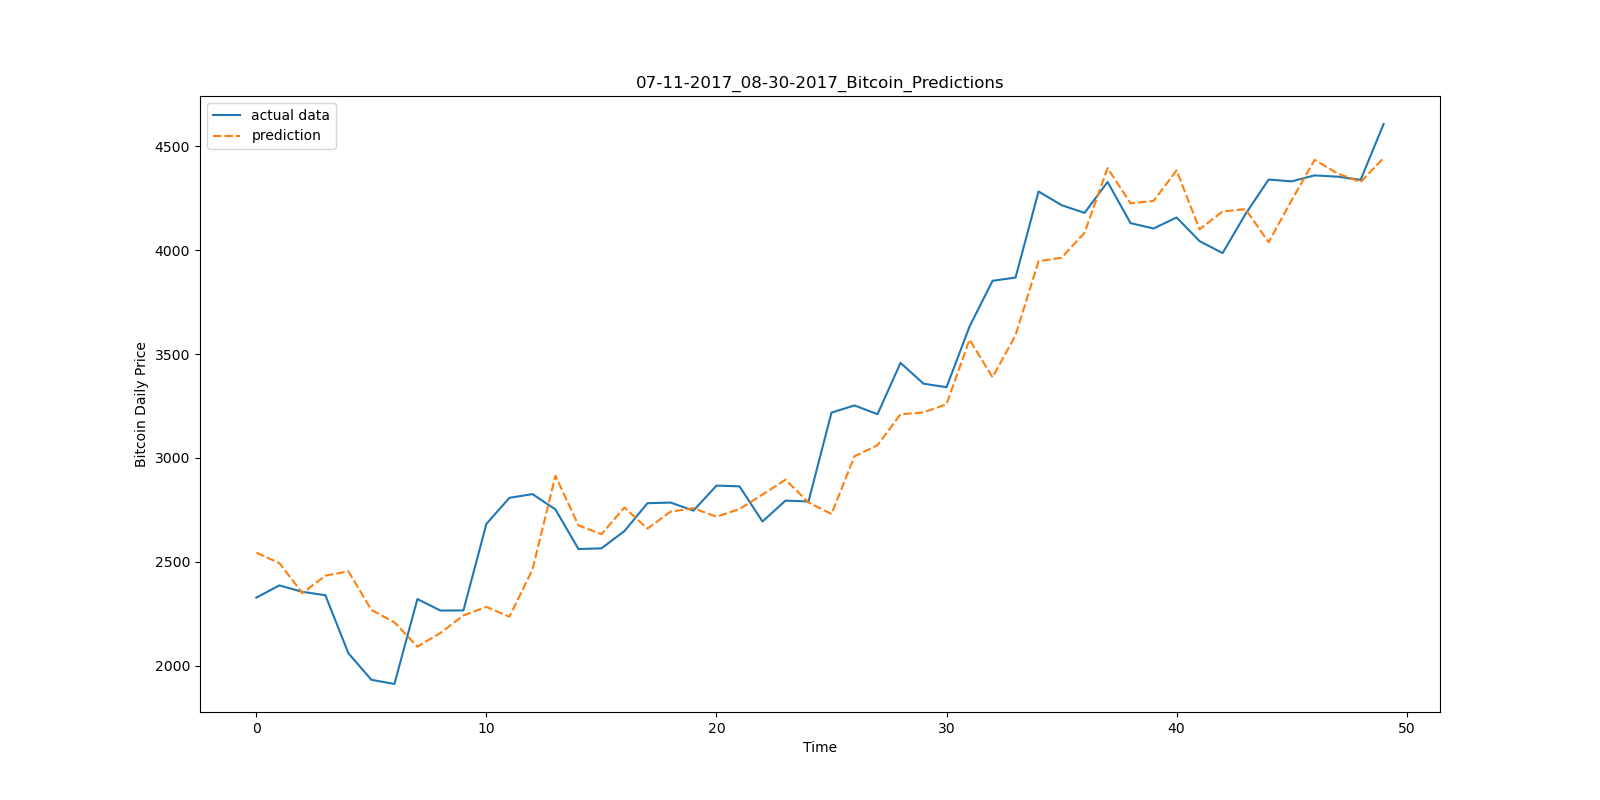 07-11-2017_08-30-2017_Bitcoin_Predictions
actual data
prediction
4500
4000
3500
3000
2500
2000
Bitcoin Daily Price
0 10 20 30 40 50
Time